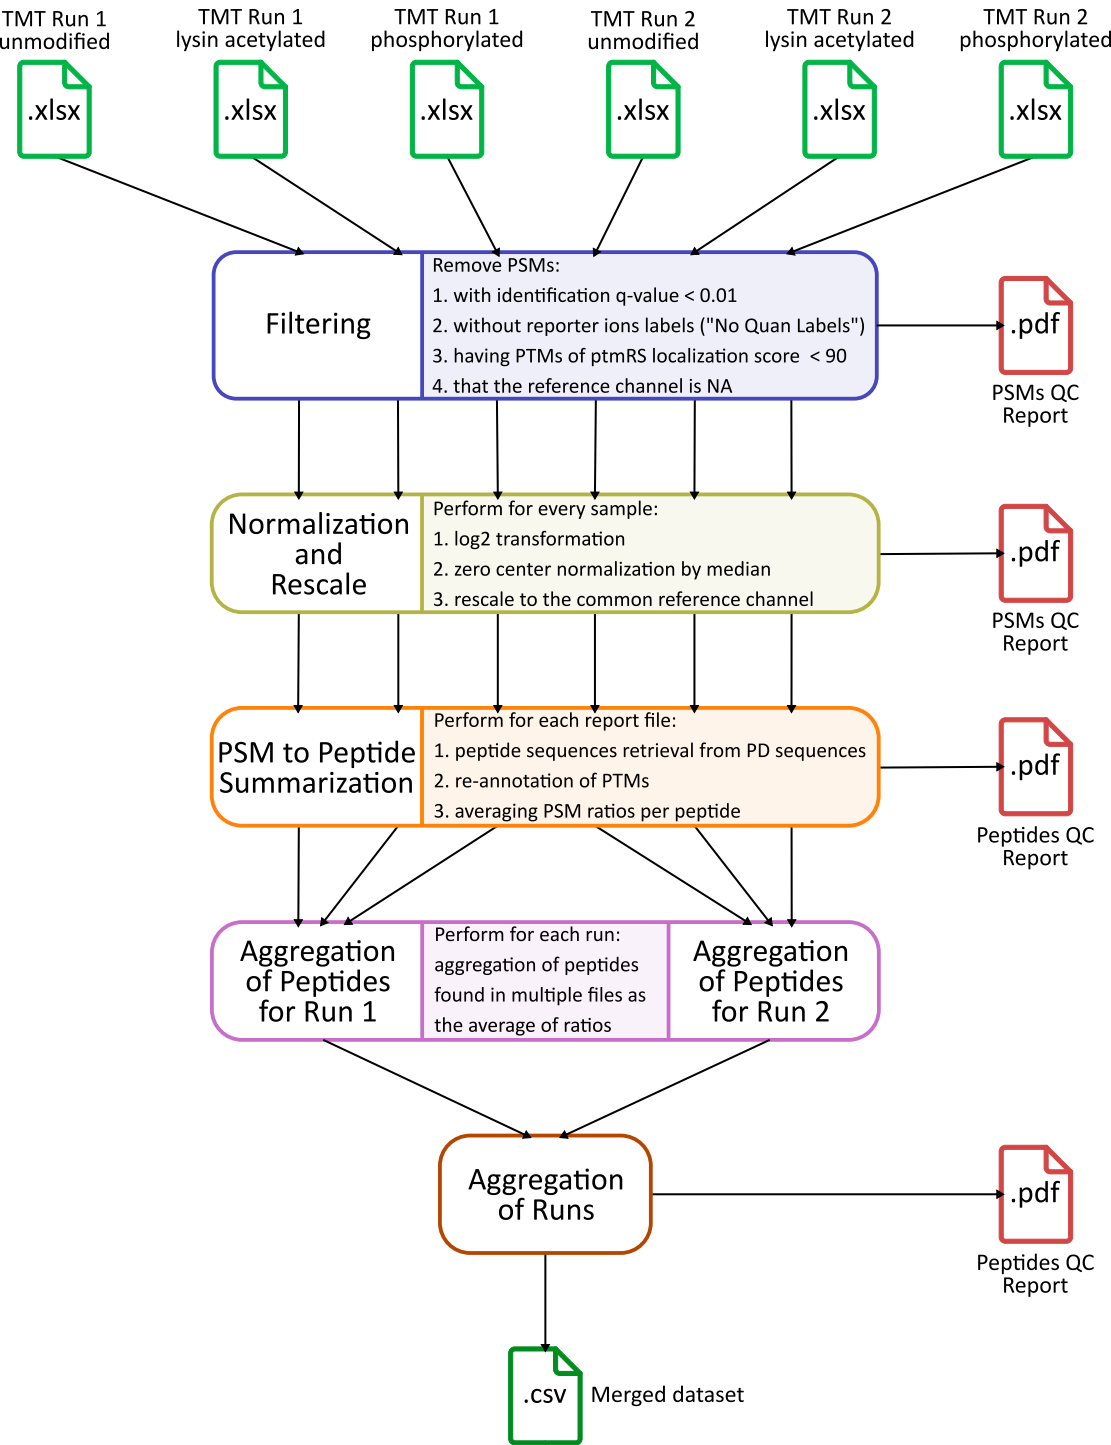 TMT Run 1
unmodified
TMT Run 1
lysin acetylated
TMT Run 1
phosphorylated
TMT Run 2
unmodified
TMT Run 2
lysin acetylated
TMT Run 2
phosphorylated
.xlsx
.xlsx
.xlsx
.xlsx
.xlsx
.xlsx
Filtering
Remove PSMs:
1. with identification q-value < 0.01
2. without reporter ions labels ("No Quan Labels")
3. having PTMs of ptmRS localization score < 90
4. that the reference channel is NA
.pdf
PSMs QC
Report
Normalization
and
Rescale
Perform for every sample:
1. log2 transformation
2. zero center normalization by median
3. rescale to the common reference channel
.pdf
PSMs QC
Report
PSM to Peptide
Summarization
Perform for each report file:
1. peptide sequences retrieval from PD sequences
2. re-annotation of PTMs
3. averaging PSM ratios per peptide
.pdf
Peptides QC
Report
Aggregation
of Peptides
for Run 1
Perform for each run:
aggregation of peptides
found in multiple files as
the average of ratios
Aggregation
of Peptides
for Run 2
Aggregation
of Runs
.pdf
Peptides QC
Report
.csv
Merged dataset